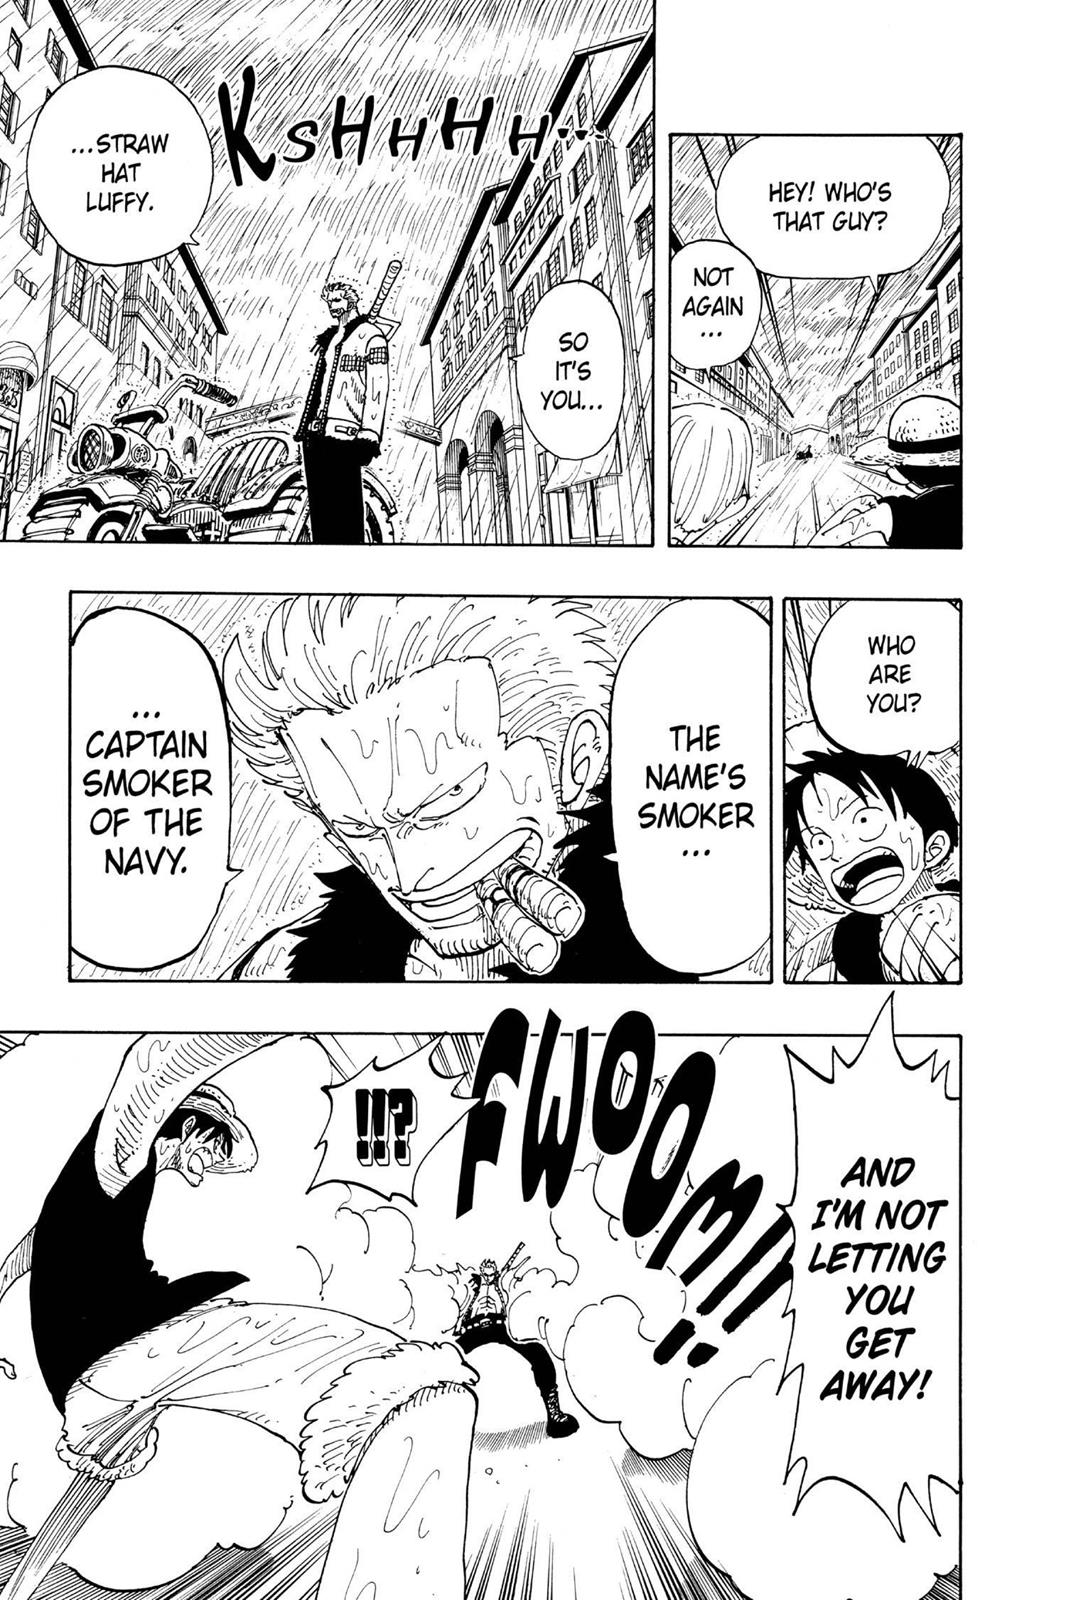 HEY! WHO'S
THAT GUY?
NOT
AGAIN
...
KSHHHH...
SO
IT'S
YOU...
...STRAW
HAT
LUFFY.
WHO
ARE
YOU?
THE
NAME'S
SMOKER
...
...
CAPTAIN
SMOKER
OF THE
NAVY.
AND
I'M NOT
LETTING
YOU
GET
AWAY!
FWOOM!!
!!?